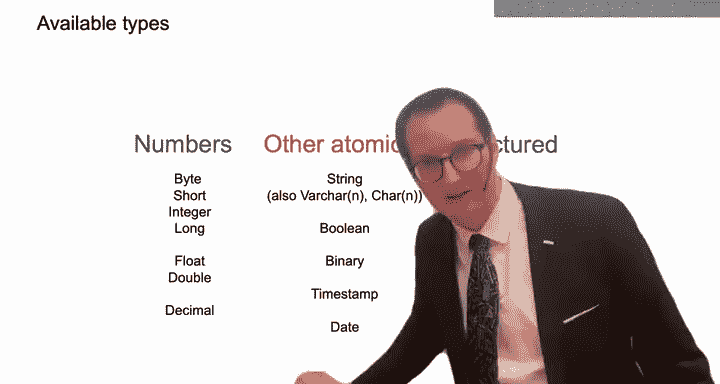 Available types
Numbers
Byte
Short
Integer
Long
Float
Double
Decimal
Other atomic
String
(also Varchar(n), Char(n))
Boolean
Binary
Timestamp
Date
ctured